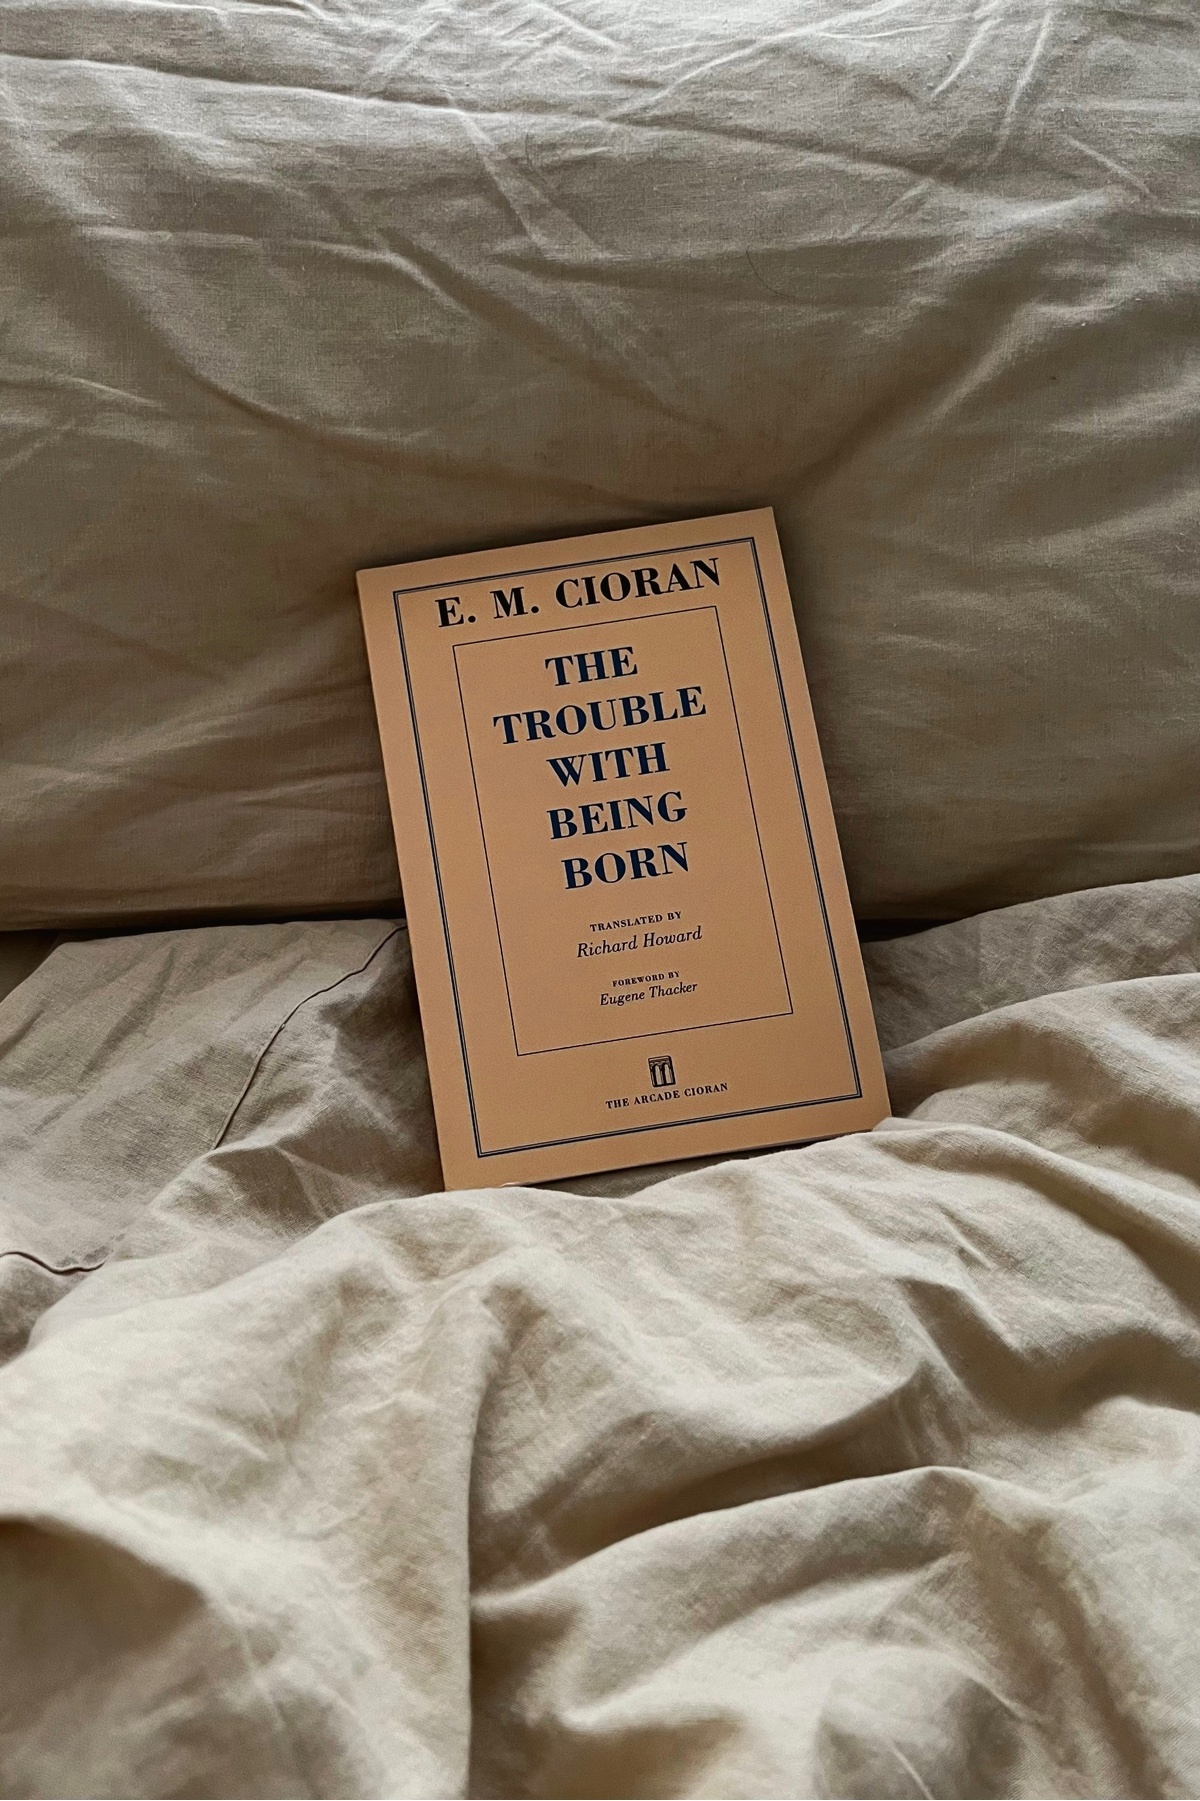 E. M. CIORAN
THE
TROUBLE
WITH
BEING
BORN
TRANSLATED BY
Richard Howard
FOREWORD BY
Eugene Thacker
THE ARCADE CIORAN